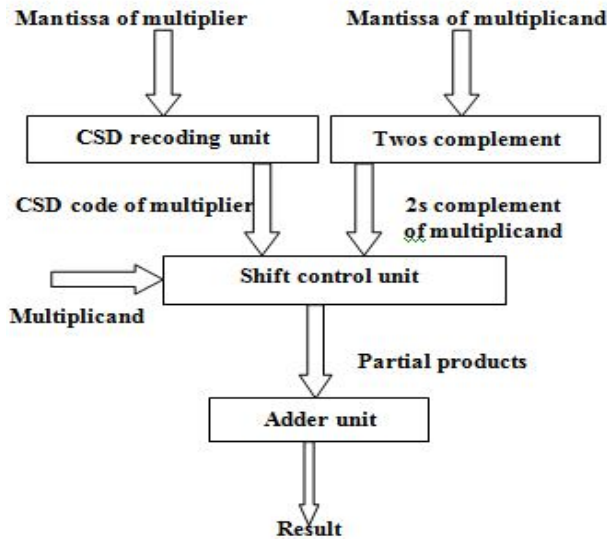 Mantissa of multiplier
Mantissa of multiplicand
CSD recoding unit
Twos complement
CSD code of multiplier
2s complement
of multiplicand
Shift control unit
Multiplicand
Partial products
Adder unit
Result